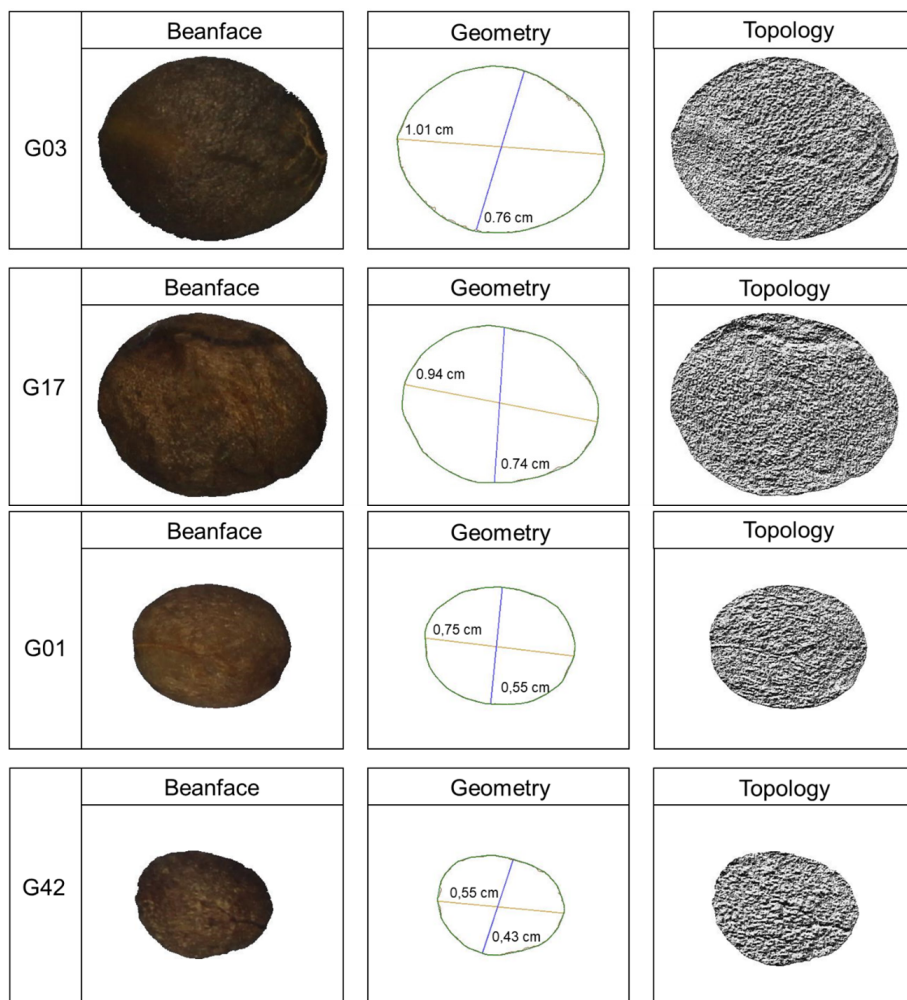 Beanface Geometry Topology
G03
1.01 cm
0.76 cm
Beanface Geometry Topology
G17
0.94 cm
0.74 cm
Beanface Geometry Topology
G01
0,75 cm
0,55 cm
Beanface Geometry Topology
G42
0,55 cm
0,43 cm